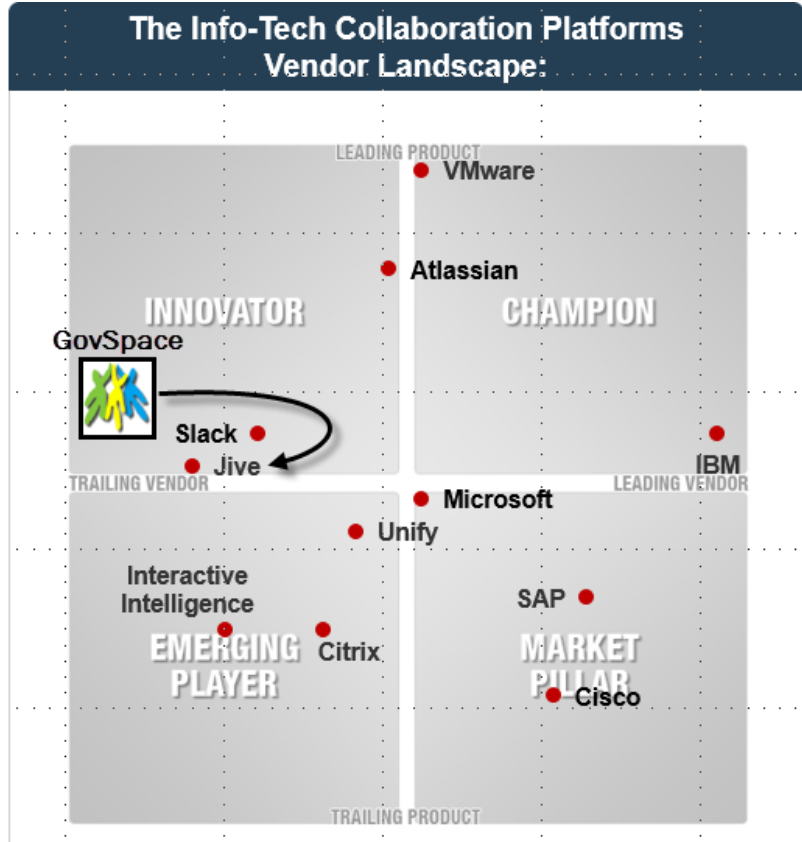 The Info-Tech Collaboration Platforms
Vendor Landscape:
LEADING PRODUCT
VMware
Atlassian
INNOVATOR
CHAMPION
GovSpace
Slack
Jive
IBM
TRAILING VENDOR
LEADING VENDOR
Microsoft
Unify
Interactive
Intelligence
SAP
EMERGING
PLAYER
Citrix
MARKET
PILLAR
Cisco
TRAILING PRODUCT